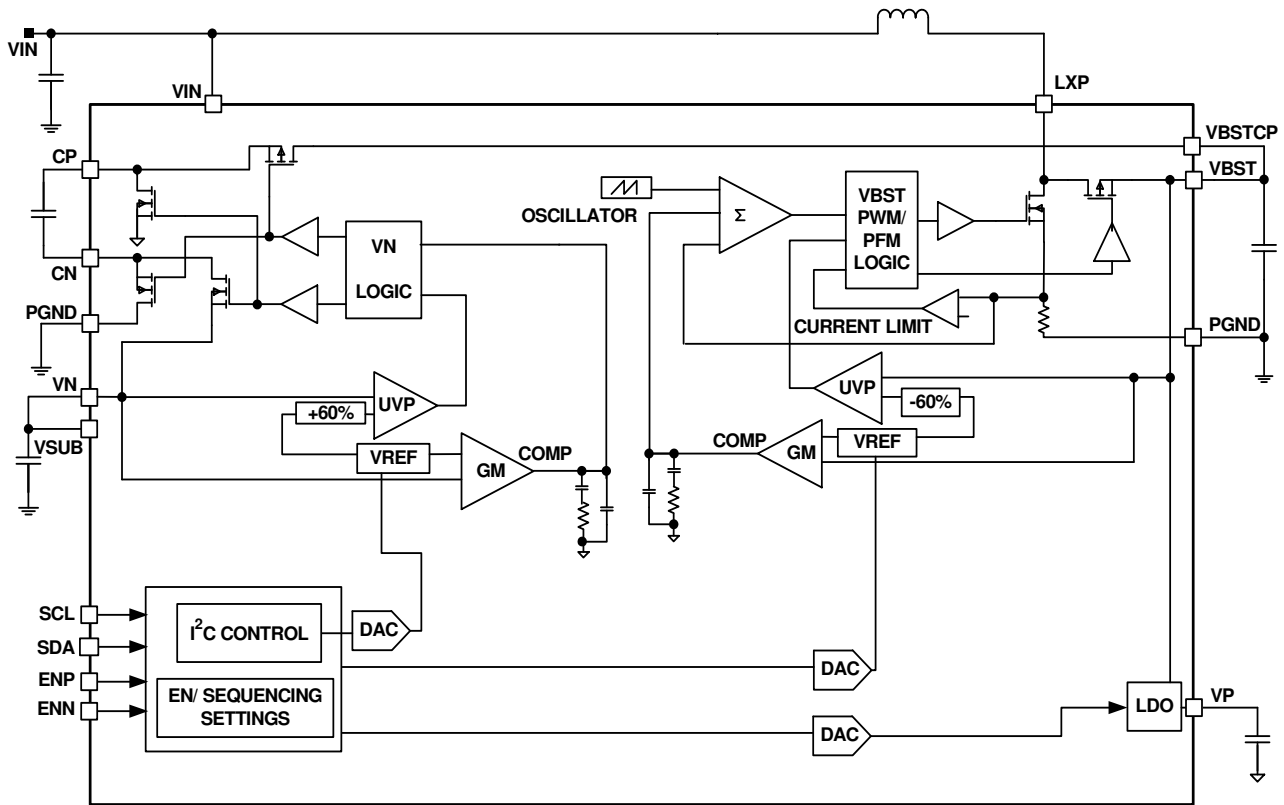 VIN
VIN
LXP
VBSTCP
CP
VBST
OSCILLATOR
Σ
VBST
PWM/
PFM
LOGIC
VN
LOGIC
CN
PGND
CURRENT LIMIT
PGND
VN
UVP
+60%
UVP
-60%
VSUB
VREF
COMP
GM
COMP
GM
VREF
SCL
SDA
ENP
ENN
I²C CONTROL
DAC
EN/ SEQUENCING
SETTINGS
DAC
DAC
LDO
VP